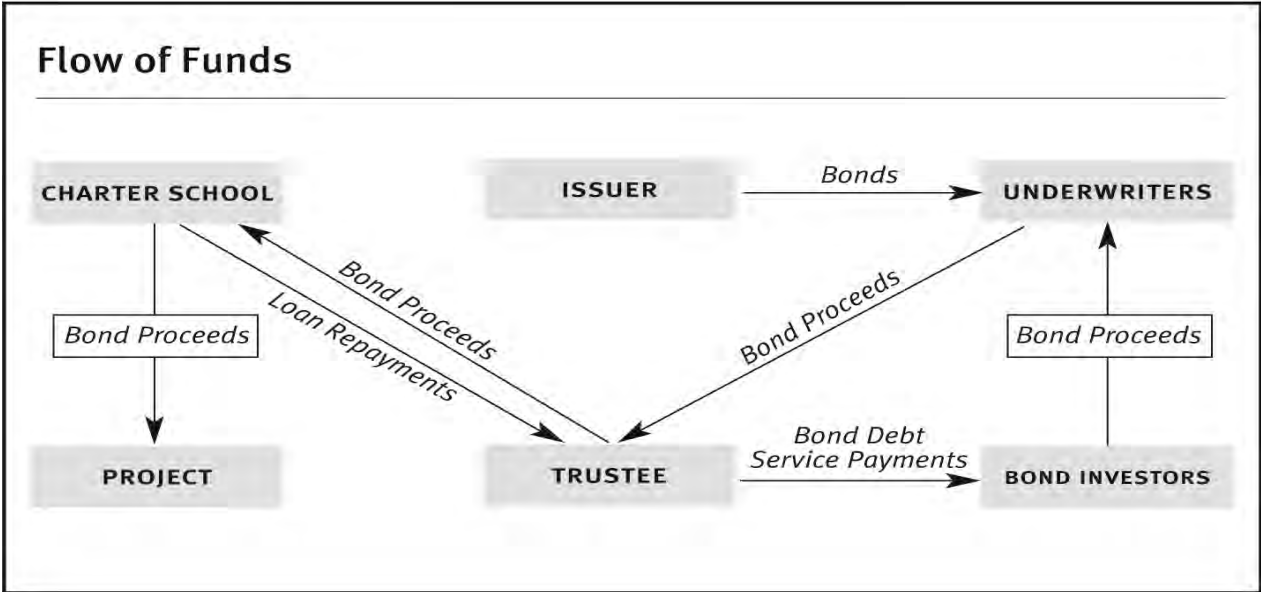 Flow of Funds
CHARTER SCHOOL
ISSUER
Bonds
UNDERWRITERS
Bond Proceeds
Loan Repayments
Bond Proceeds
Bond Proceeds
Bond Proceeds
PROJECT
TRUSTEE
Bond Debt
Service Payments
BOND INVESTORS